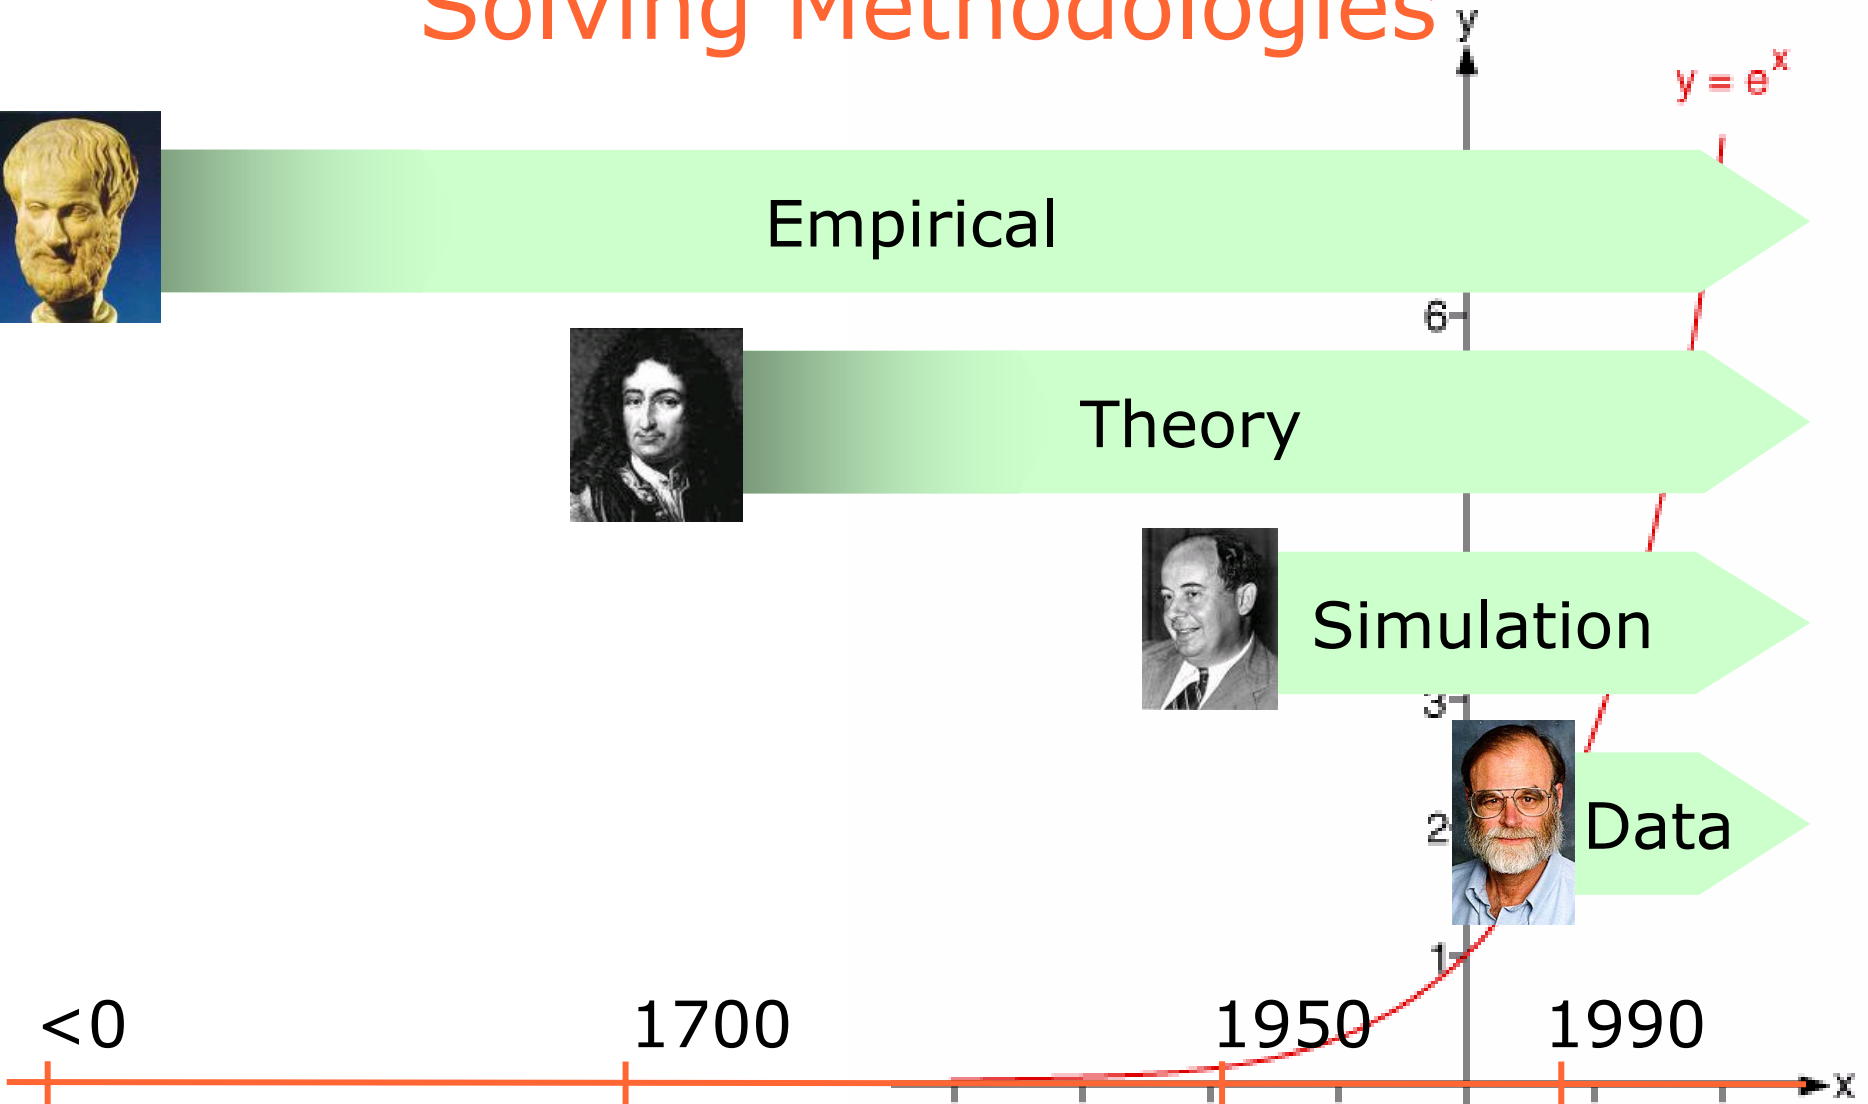 Solving Methodologies
y
y = e^x
Empirical
6
Theory
Simulation
3
2
Data
1
<0 1700 1950 1990
x